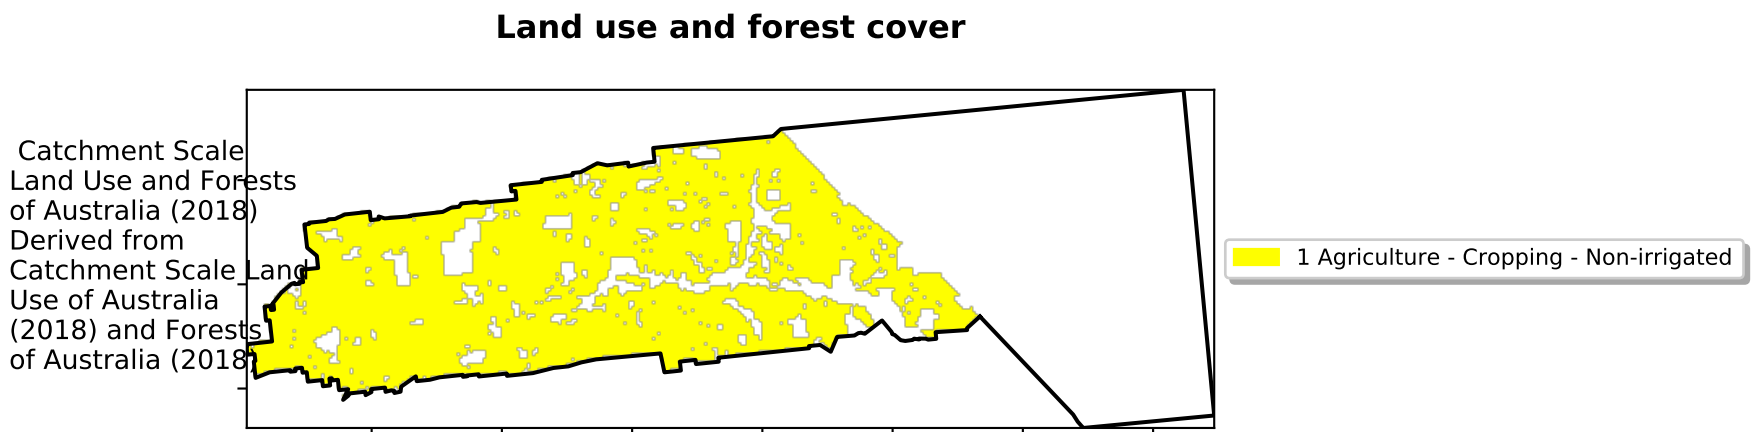 Land use and forest cover
Catchment Scale
Land Use and Forests
of Australia (2018)
Derived from
Catchment Scale Land
Use of Australia
(2018) and Forests
of Australia (2018)
1 Agriculture - Cropping - Non-irrigated